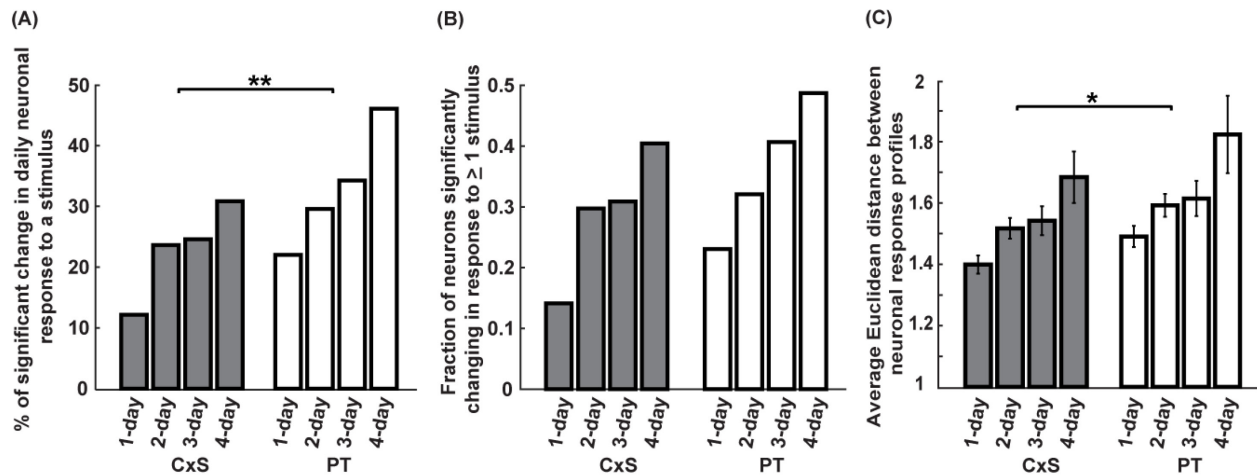 (A)
% of significant change in daily neuronal
response to a stimulus
50
40
30
20
10
0
**
1-day
2-day
3-day
4-day
1-day
2-day
3-day
4-day
CxS
PT
(B)
Fraction of neurons significantly
changing in response to ≥ 1 stimulus
0.5
0.4
0.3
0.2
0.1
0
1-day
2-day
3-day
4-day
1-day
2-day
3-day
4-day
CxS
PT
(C)
Average Euclidean distance between
neuronal response profiles
2
1.8
1.6
1.4
1.2
1
*
1-day
2-day
3-day
4-day
1-day
2-day
3-day
4-day
CxS
PT